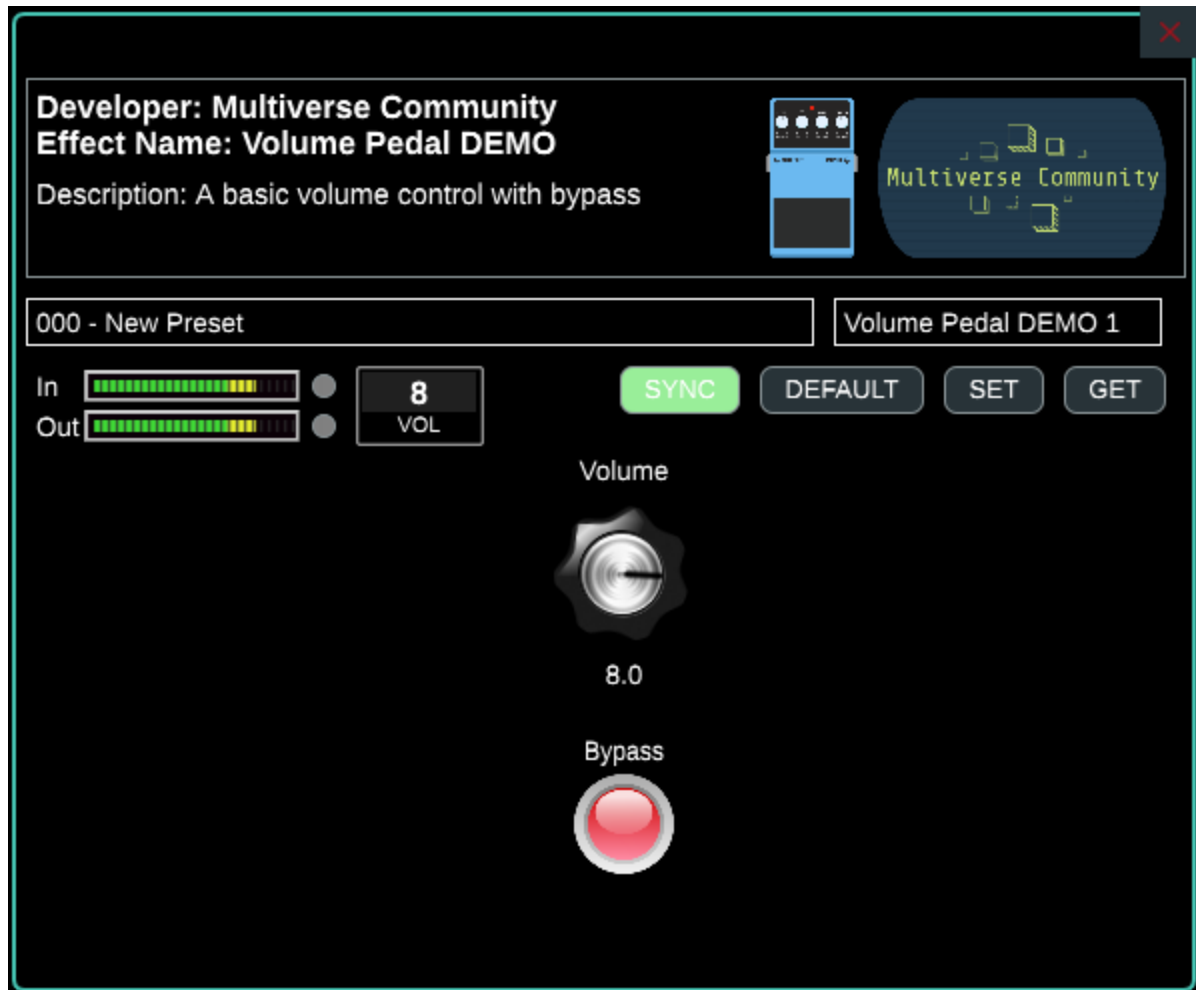 Developer: Multiverse Community
Effect Name: Volume Pedal DEMO
Description: A basic volume control with bypass
Multiverse Community
000 - New Preset
Volume Pedal DEMO 1
In
Out
8
VOL
SYNC
DEFAULT
SET
GET
Volume
8.0
Bypass